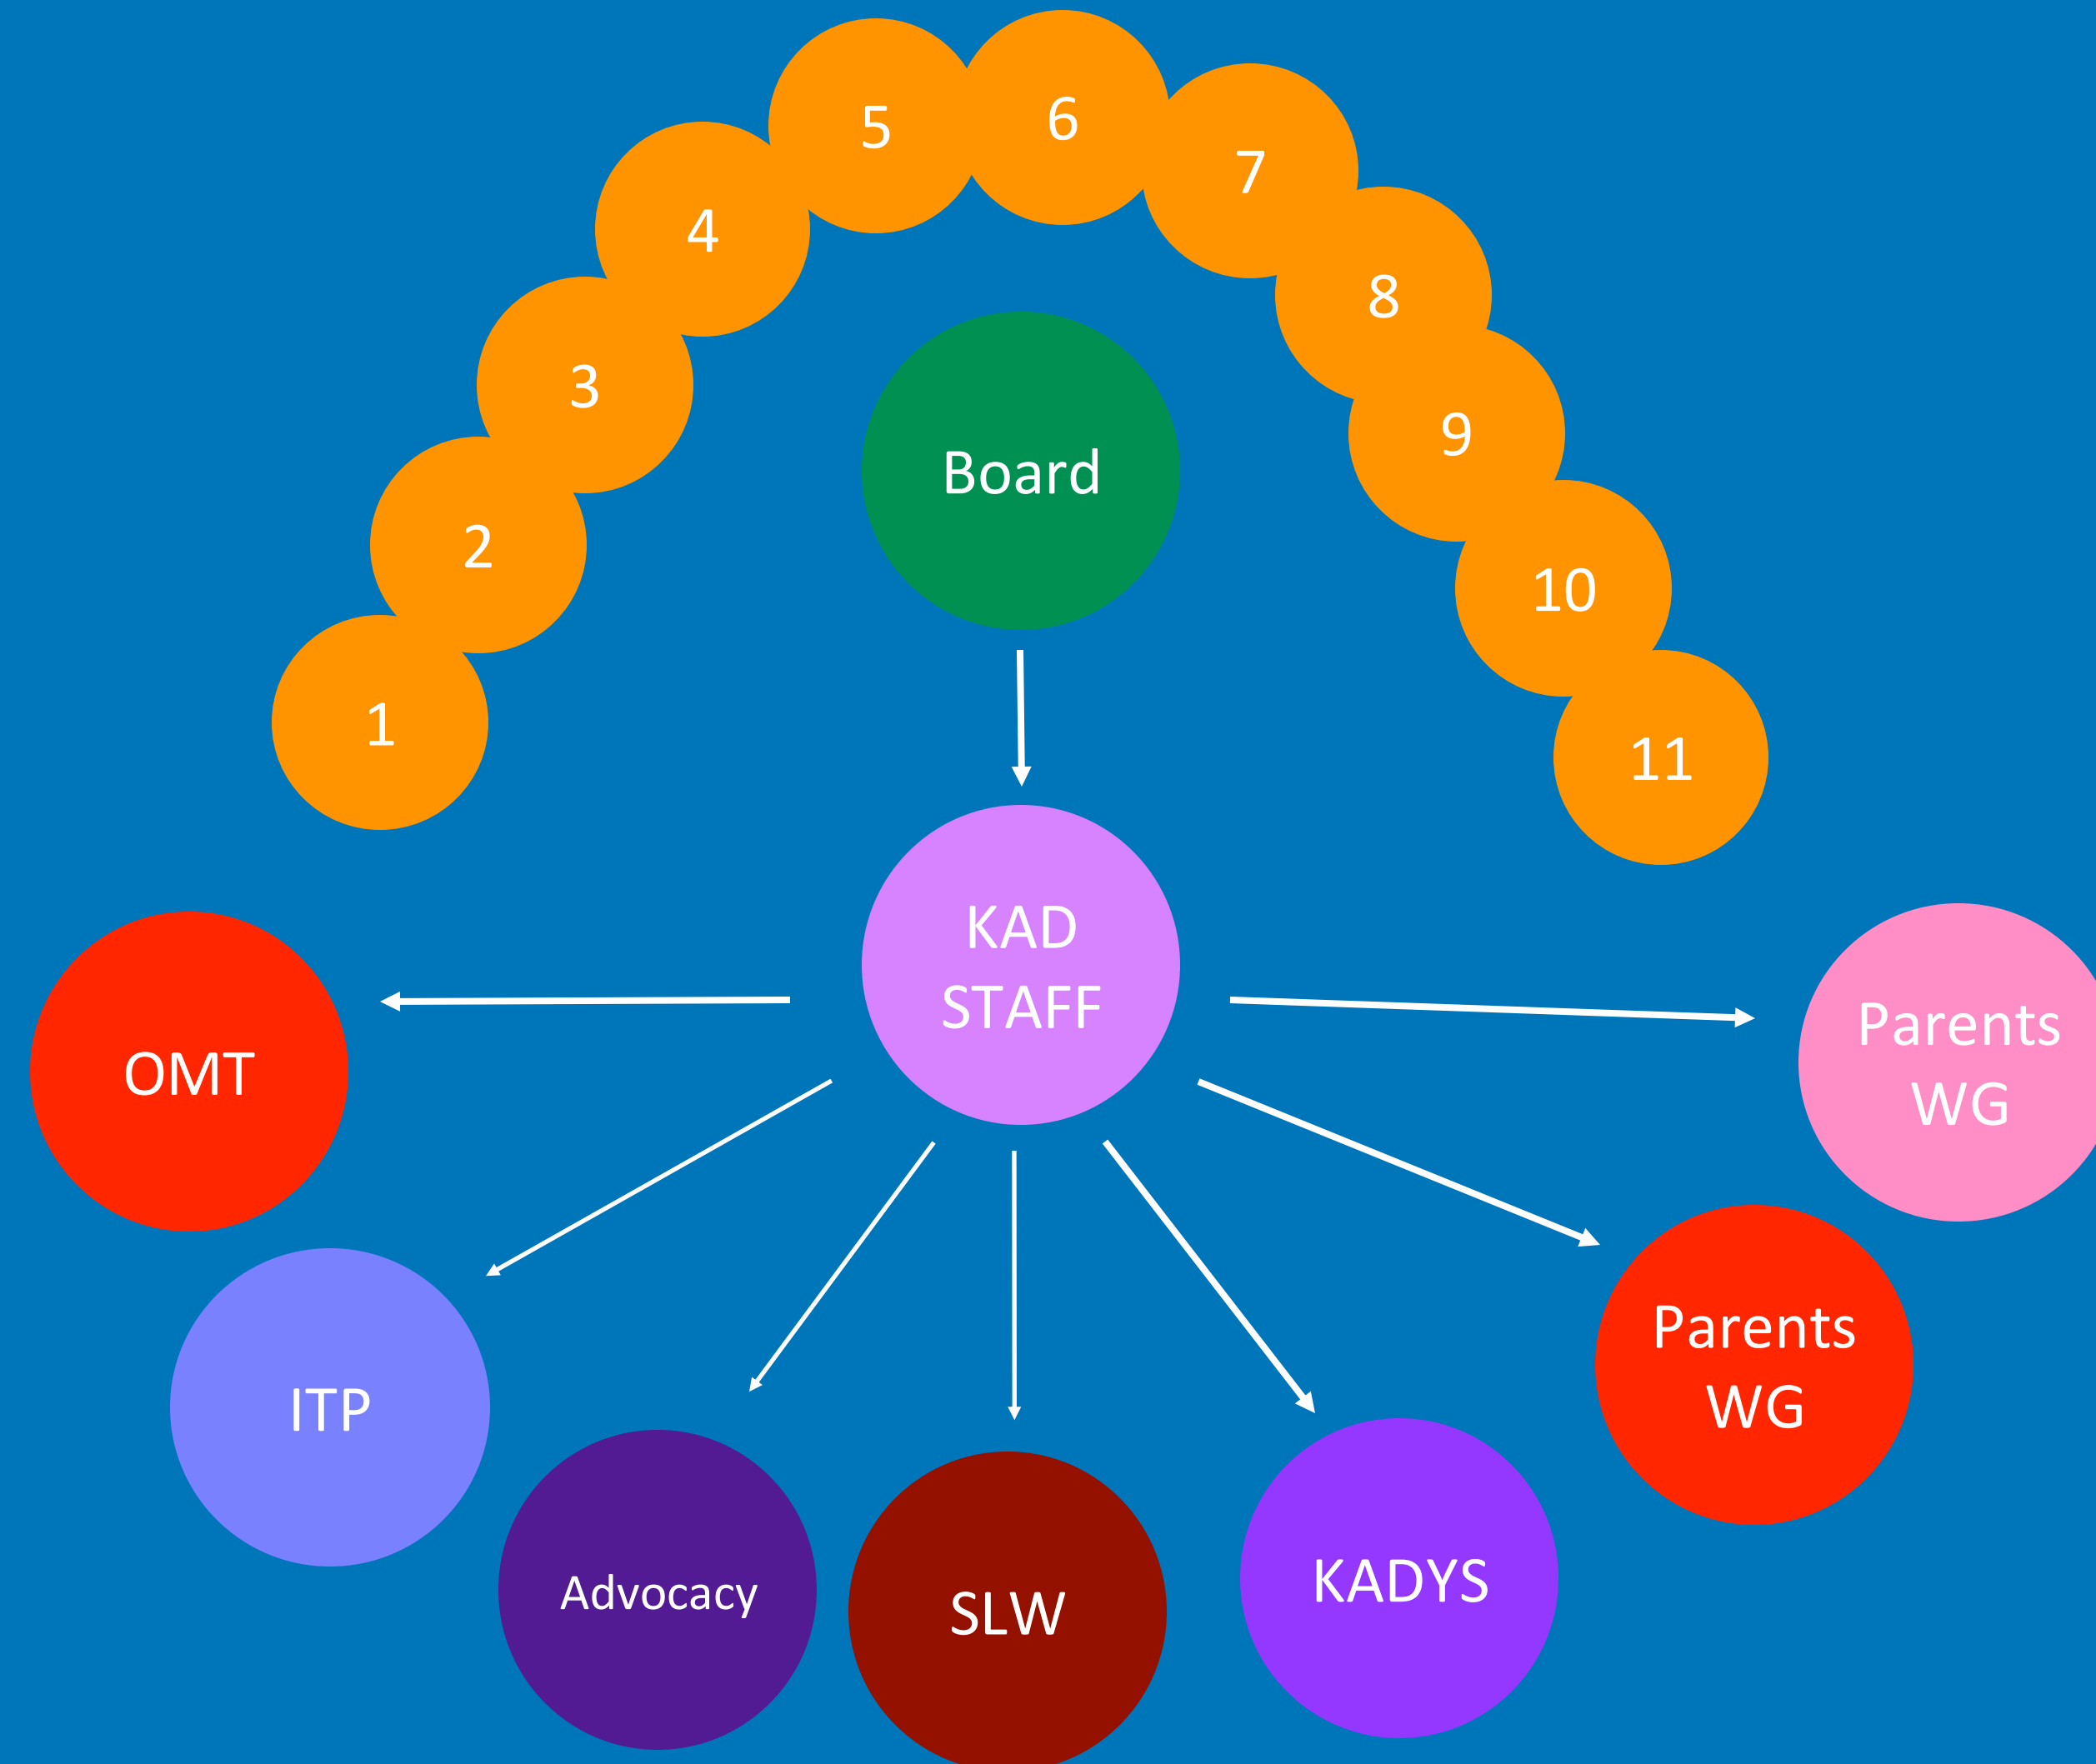 1
2
3
4
5
6
7
8
9
10
11
Board
KAD
STAFF
OMT
ITP
Advocacy
SLW
KADYS
Parents
WG
Parents
WG